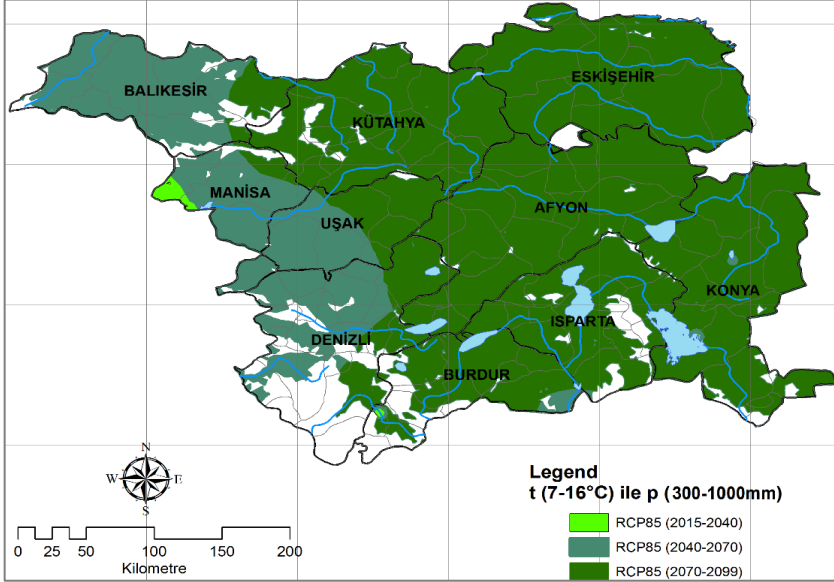 ESKİŞEHİR
BALIKESİR
KÜTAHYA
MANİSA
UŞAK
AFYON
KONYA
ISPARTA
DENİZLİ
BURDUR
N
W E
S
0 25 50 100 150 200
Kilometre
Legend
t (7-16°C) ile p (300-1000mm)
RCP85 (2015-2040)
RCP85 (2040-2070)
RCP85 (2070-2099)